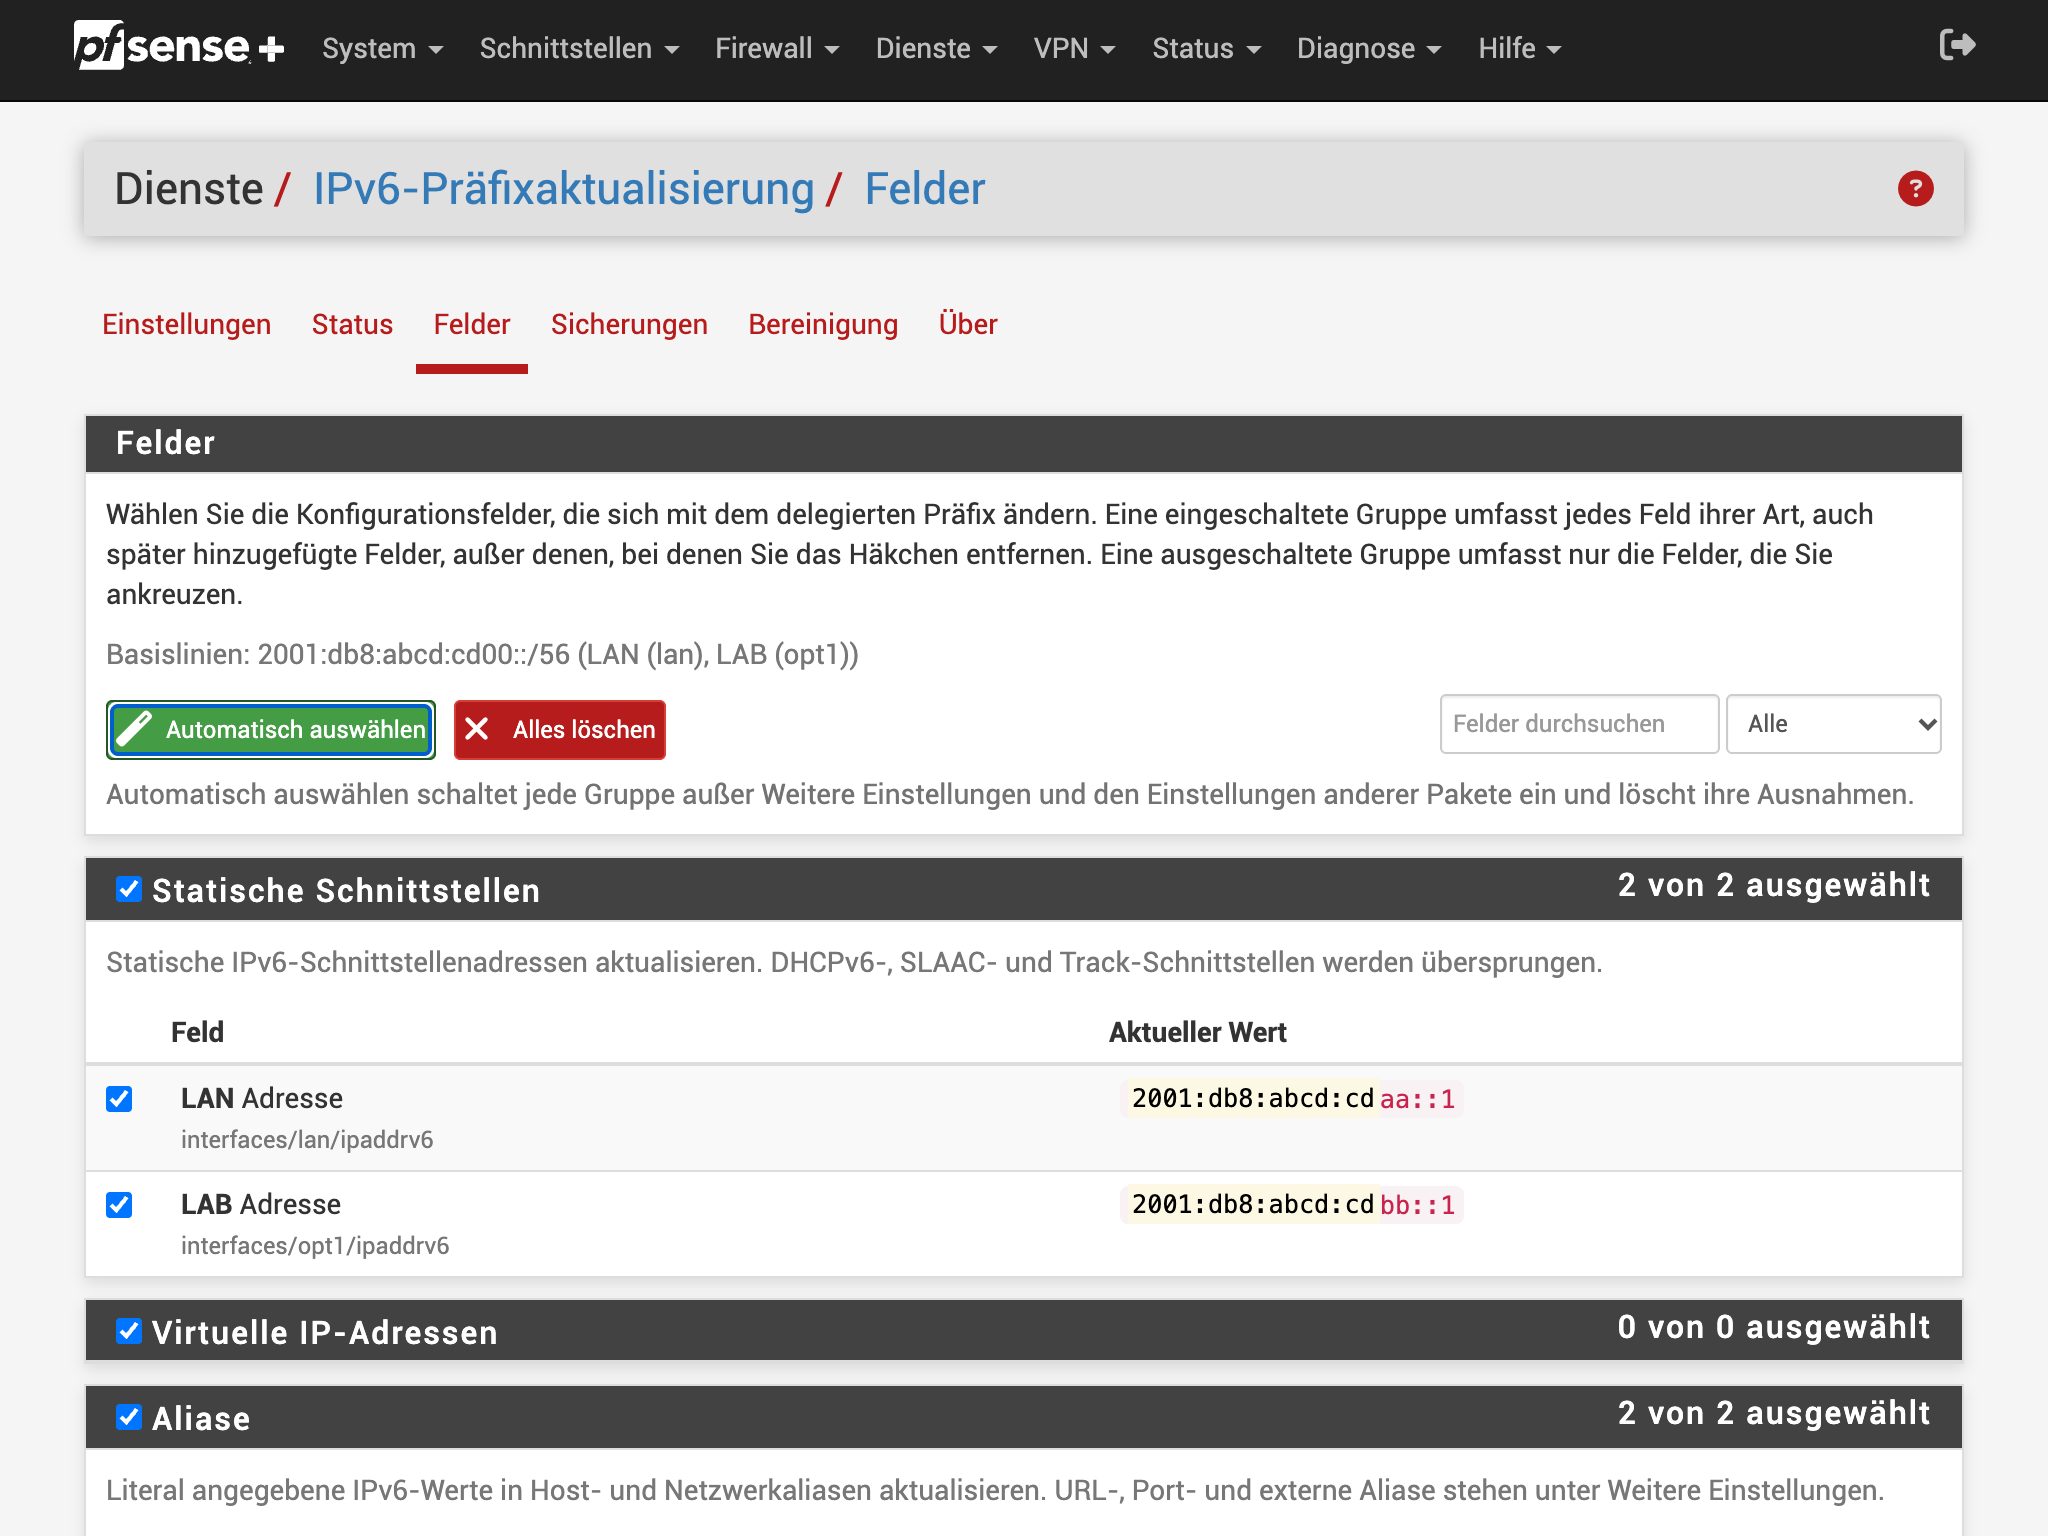 pfsense+ System Schnittstellen Firewall Dienste VPN Status Diagnose Hilfe
Dienste / IPv6-Präfixaktualisierung / Felder ?
Einstellungen Status Felder Sicherungen Bereinigung Über
Felder
Wählen Sie die Konfigurationsfelder, die sich mit dem delegierten Präfix ändern. Eine eingeschaltete Gruppe umfasst jedes Feld ihrer Art, auch
später hinzugefügte Felder, außer denen, bei denen Sie das Häkchen entfernen. Eine ausgeschaltete Gruppe umfasst nur die Felder, die Sie
ankreuzen.
Basislinien: 2001:db8:abcd:cd00::/56 (LAN (lan), LAB (opt1))
Automatisch auswählen Alles löschen Felder durchsuchen Alle
Automatisch auswählen schaltet jede Gruppe außer Weitere Einstellungen und den Einstellungen anderer Pakete ein und löscht ihre Ausnahmen.
Statische Schnittstellen 2 von 2 ausgewählt
Statische IPv6-Schnittstellenadressen aktualisieren. DHCPv6-, SLAAC- und Track-Schnittstellen werden übersprungen.
Feld Aktueller Wert
LAN Adresse 2001:db8:abcd:cdaa::1
interfaces/lan/ipaddrv6
LAB Adresse 2001:db8:abcd:cdbb::1
interfaces/opt1/ipaddrv6
Virtuelle IP-Adressen 0 von 0 ausgewählt
Aliase 2 von 2 ausgewählt
Literal angegebene IPv6-Werte in Host- und Netzwerkaliasen aktualisieren. URL-, Port- und externe Aliase stehen unter Weitere Einstellungen.